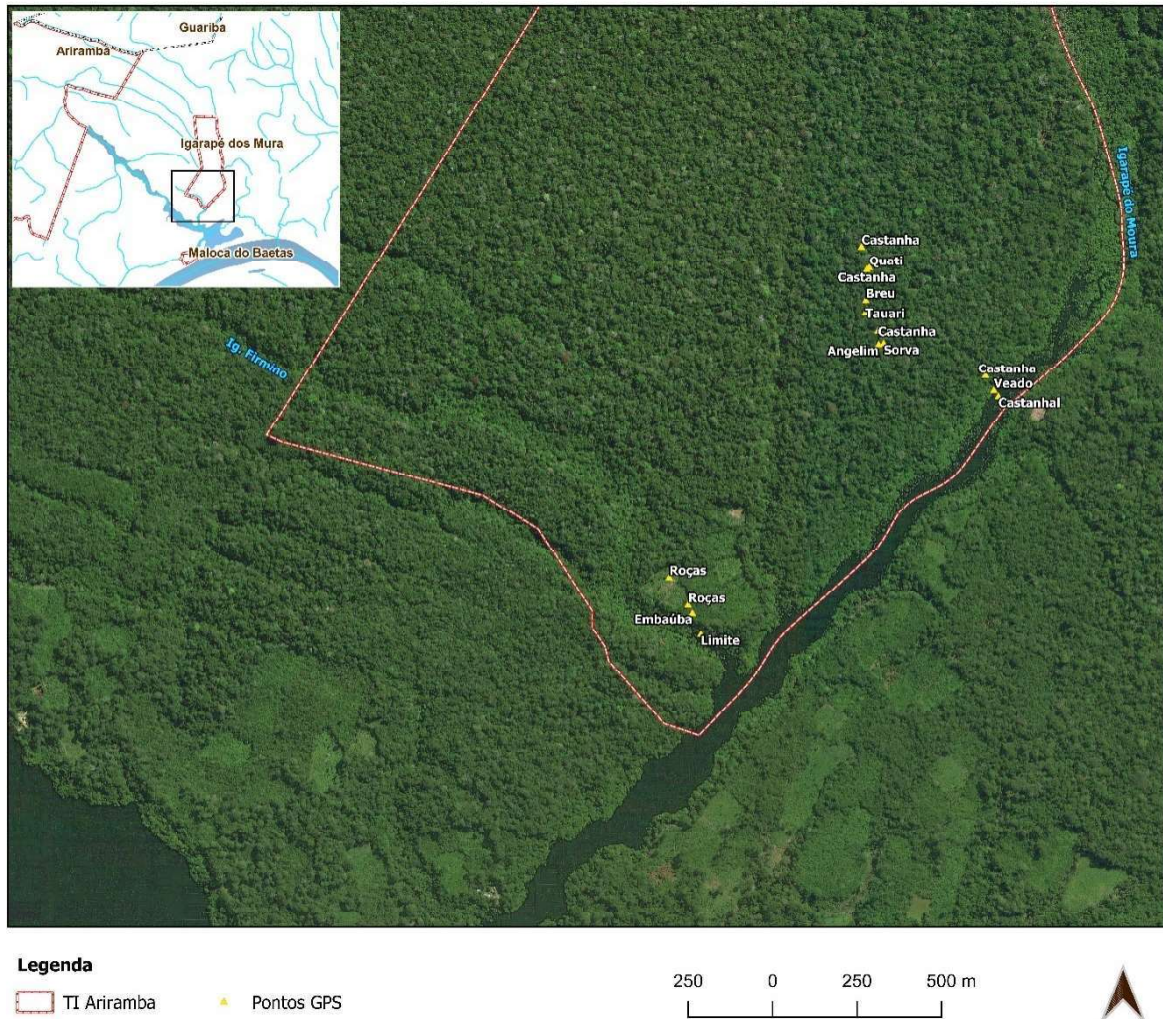 Guariba
Ariramba
Igarapé dos Mura
Maloca do Baetas
Igarapé do Moura
Ig. Firmino
Castanha
Quati
Castanha
Breu
Tauari
Castanha
Angelim
Sorva
Castanha
Veado
Castanhal
Roças
Roças
Embaúba
Limite
Legenda
TI Ariramba
Pontos GPS
250 0 250 500 m